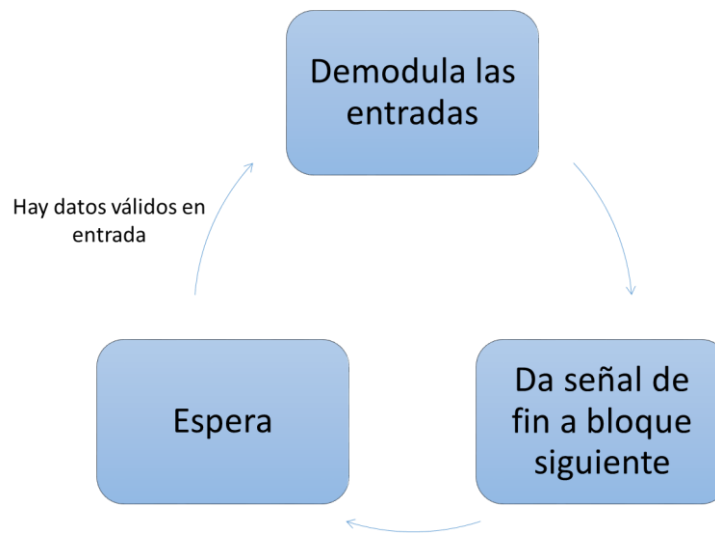 Demodula las
entradas
Hay datos válidos en
entrada
Espera
Da señal de
fin a bloque
siguiente